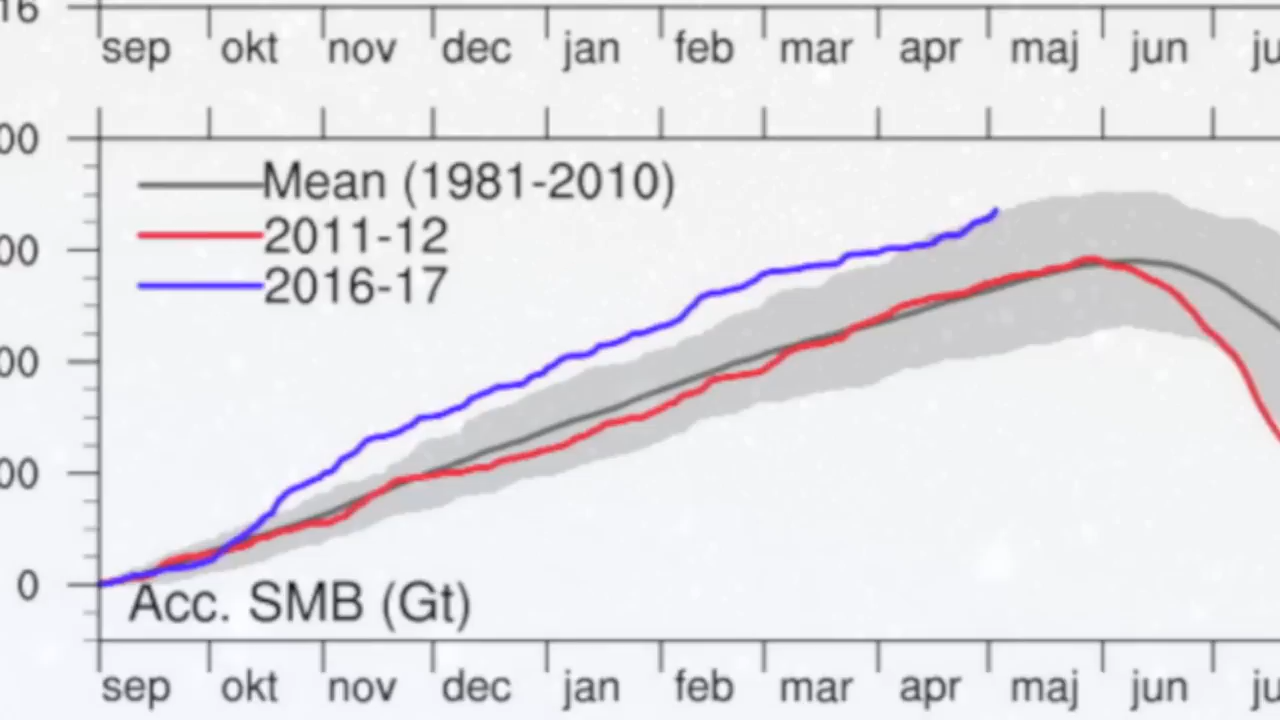 16
sep okt nov dec jan feb mar apr maj jun ju
00
Mean (1981-2010)
2011-12
00
2016-17
00
00
0
Acc. SMB (Gt)
sep okt nov dec jan feb mar apr maj jun ju